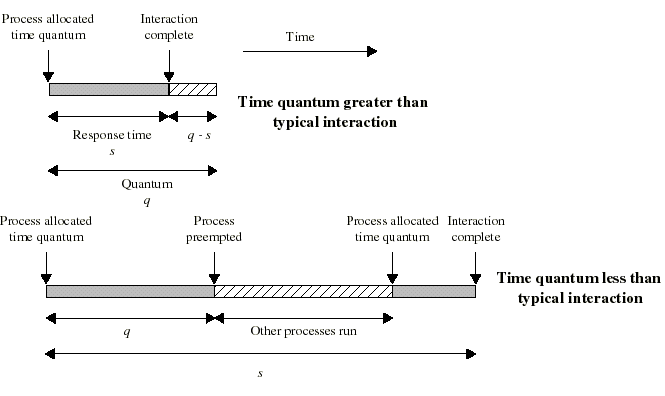 Process allocated
time quantum
Interaction
complete
Time
Time quantum greater than
typical interaction
Response time
s
q - s
Quantum
q
Process allocated
time quantum
Process
preempted
Process allocated
time quantum
Interaction
complete
Time quantum less than
typical interaction
q
Other processes run
s